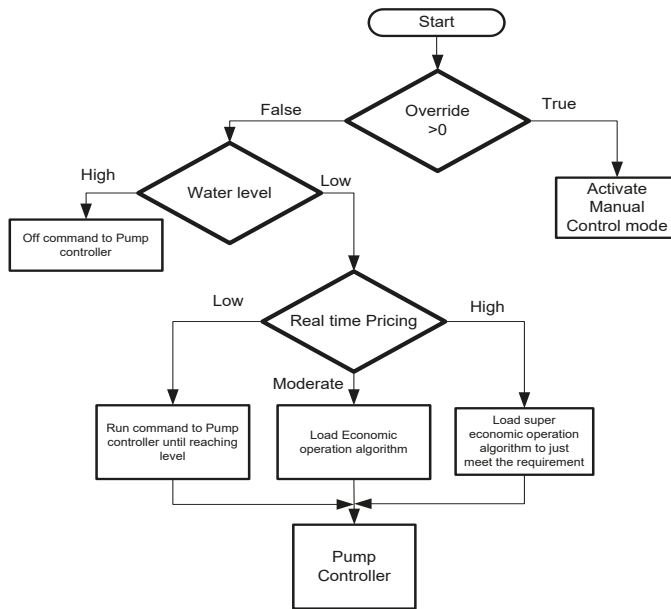 Start
Override
>0
False
True
Water level
High
Low
Activate
Manual
Control mode
Off command to Pump
controller
Real time Pricing
Low
High
Moderate
Run command to Pump
controller until reaching
level
Load Economic
operation algorithm
Load super
economic operation
algorithm to just
meet the requirement
Pump
Controller